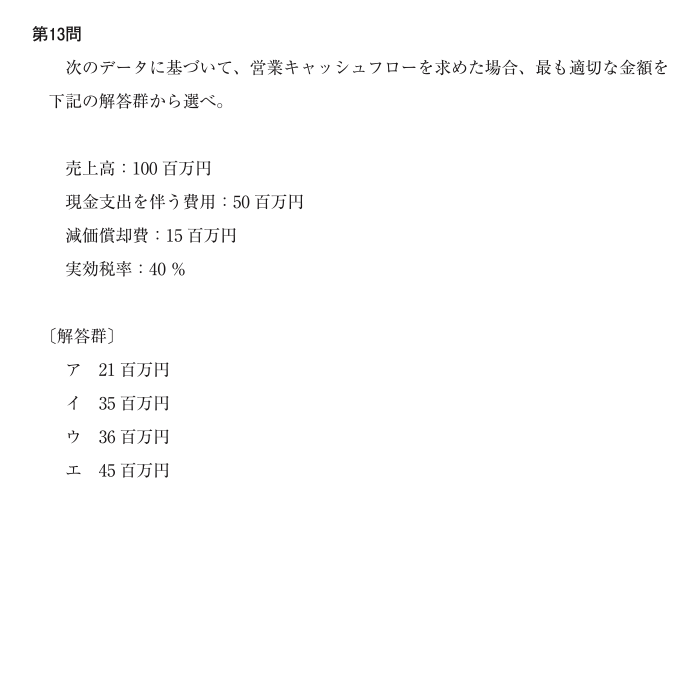 第13問
次のデータに基づいて、営業キャッシュフローを求めた場合、最も適切な金額を
下記の解答群から選べ。
売上高：100 百万円
現金支出を伴う費用：50 百万円
減価償却費：15 百万円
実効税率：40 %
〔解答群〕
ア　21 百万円
イ　35 百万円
ウ　36 百万円
エ　45 百万円